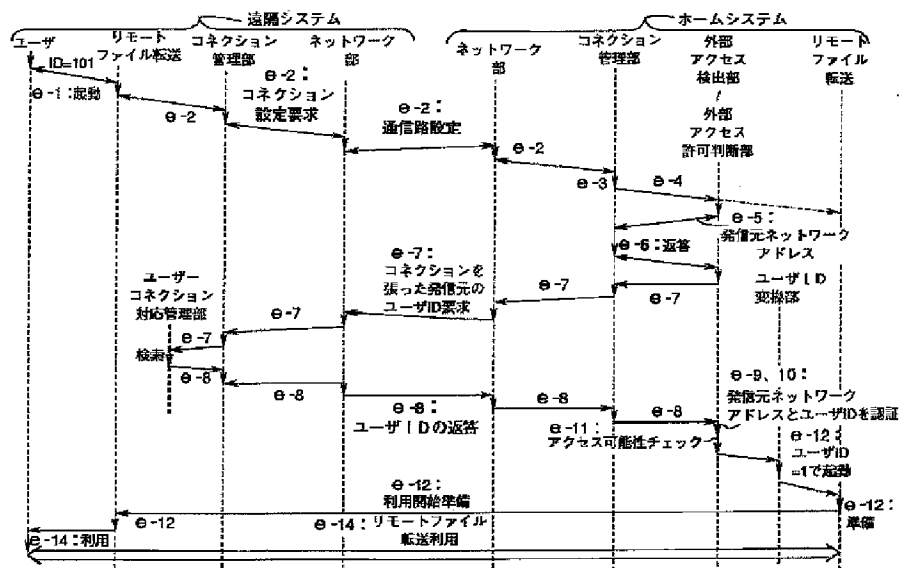 遠隔システム
ホームシステム
ユーザ
リモート
ファイル転送
コネクション
管理部
ネットワーク
部
ネットワーク
部
コネクション
管理部
外部
アクセス
検出部
/
外部
アクセス
許可判断部
リモート
ファイル
転送
ID=101
e-1:起動
e-2
e-2:
コネクション
設定要求
e-2:
通信路設定
e-2
e-3
e-4
e-5:
発信元ネットワーク
アドレス
e-6:返答
e-7:
コネクションを
張った発信元の
ユーザID要求
e-7
e-7
ユーザID
変換部
ユーザー
コネクション
対応管理部
e-7
e-7
検索
e-8
e-8
e-8:
ユーザIDの返答
e-8
e-8
e-9、10:
発信元ネットワーク
アドレスとユーザIDを認証
e-11:
アクセス可能性チェック
e-12:
ユーザID
=1で起動
e-12:
利用開始準備
e-12
e-12:
準備
e-14:リモートファイル
転送利用
e-14:利用